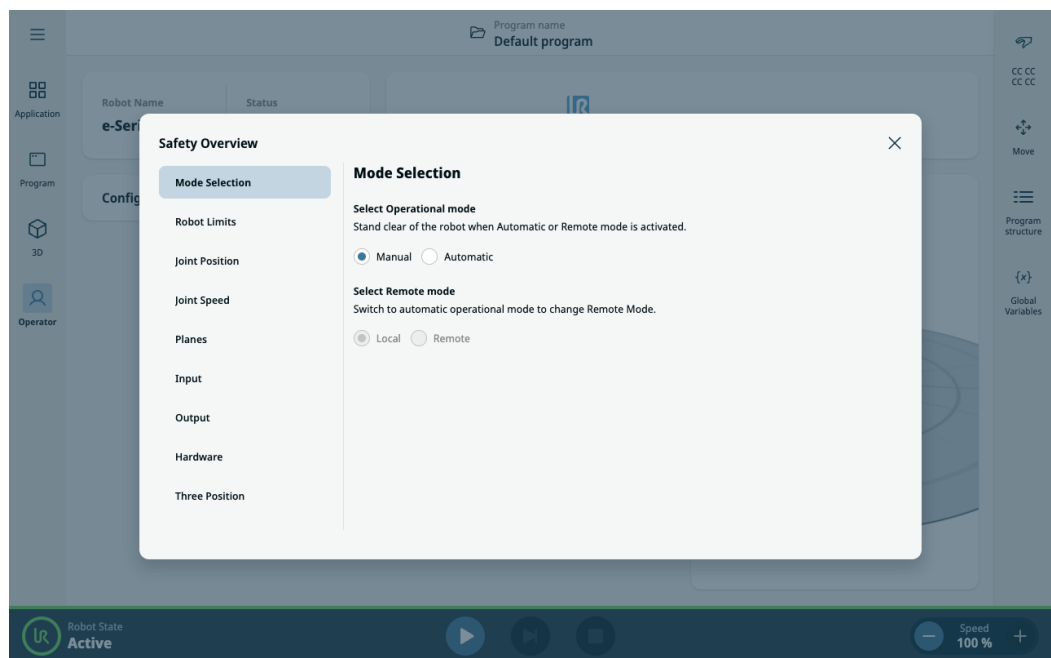 Program name
Default program
Application
Program
3D
Operator
Robot Name
Status
e-Seri
Config
Safety Overview
Mode Selection
Robot Limits
Joint Position
Joint Speed
Planes
Input
Output
Hardware
Three Position
Mode Selection
Select Operational mode
Stand clear of the robot when Automatic or Remote mode is activated.
Manual Automatic
Select Remote mode
Switch to automatic operational mode to change Remote Mode.
Local Remote
CC CC
CC CC
Move
Program
structure
{x}
Global
Variables
Robot State
Active
Speed
100 %